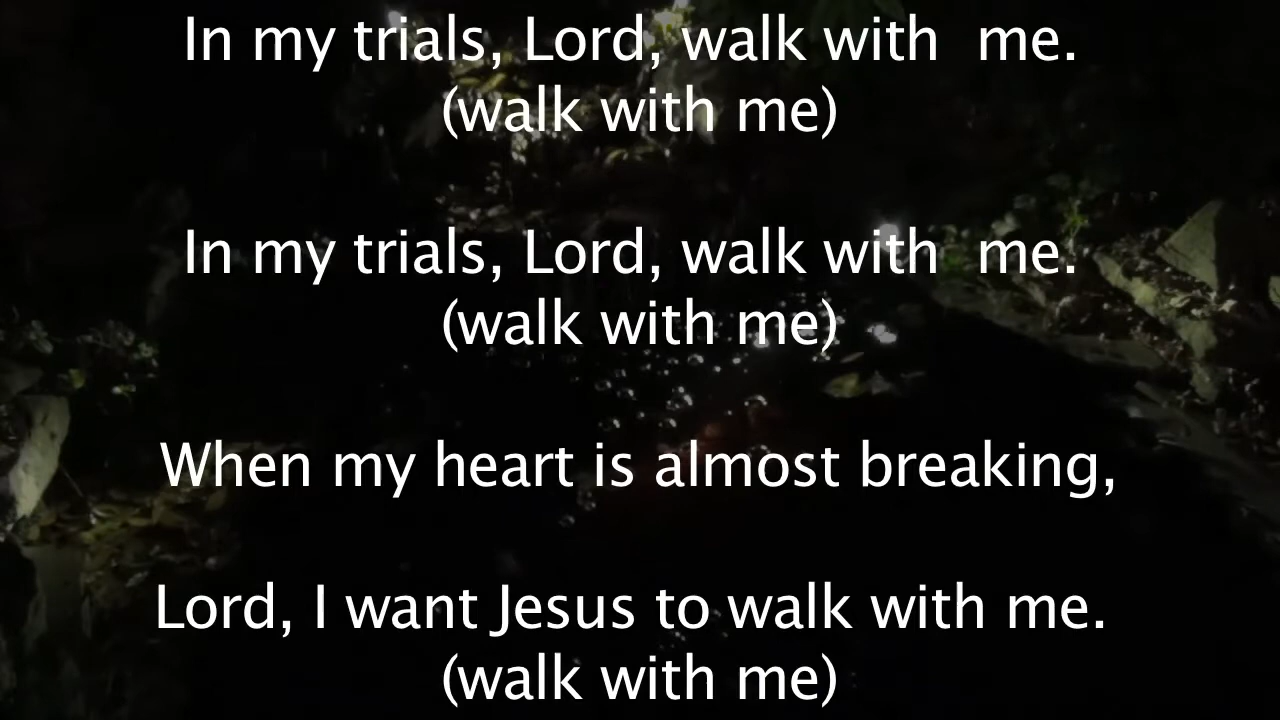 In my trials, Lord, walk with  me.
(walk with me)
In my trials, Lord, walk with  me.
(walk with me)
When my heart is almost breaking,
Lord, I want Jesus to walk with me.
(walk with me)